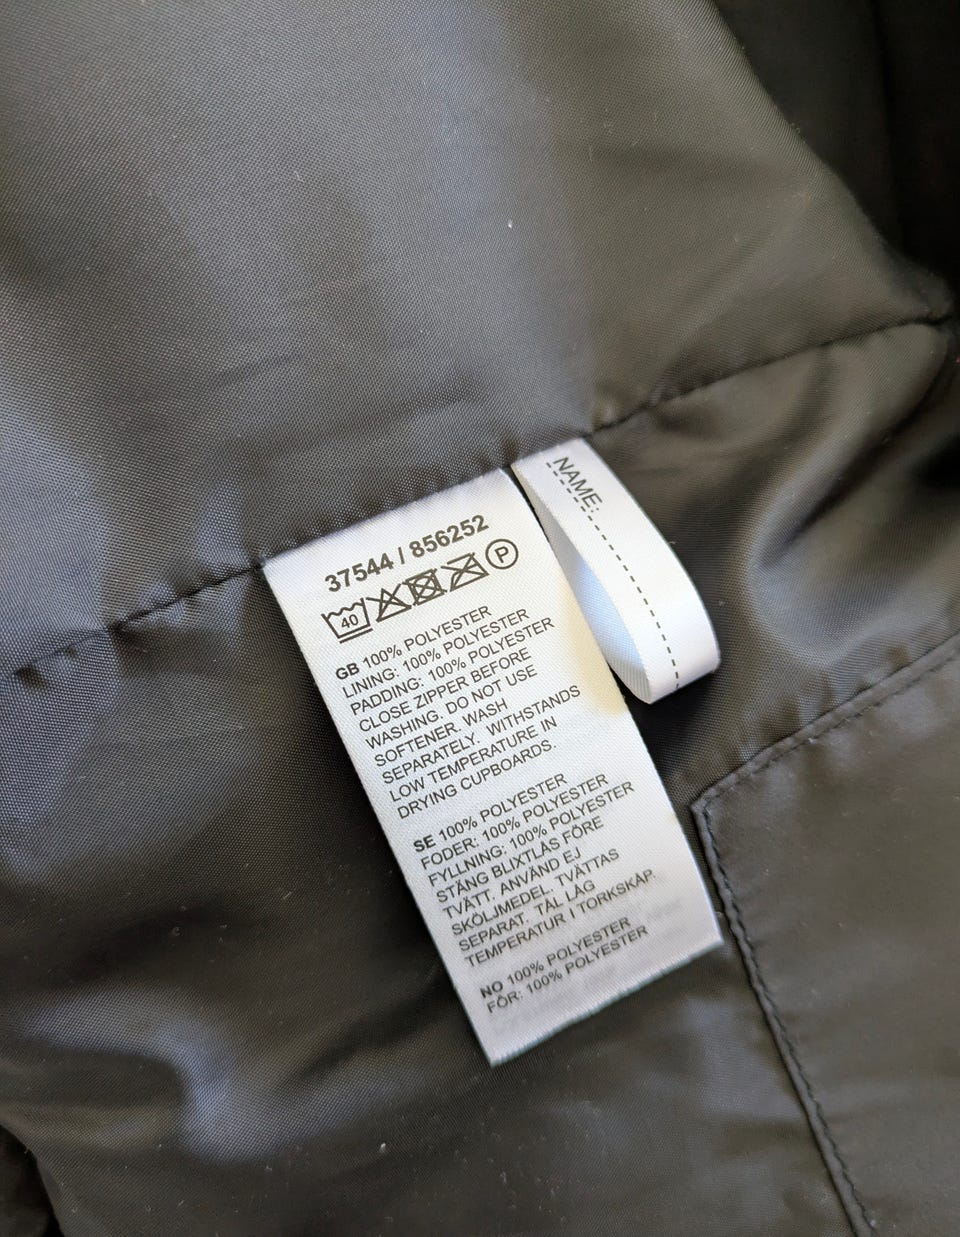 37544 / 856252
40 P
GB 100% POLYESTER
LINING: 100% POLYESTER
PADDING: 100% POLYESTER
CLOSE ZIPPER BEFORE
WASHING. DO NOT USE
SOFTENER. WASH
SEPARATELY. WITHSTANDS
LOW TEMPERATURE IN
DRYING CUPBOARDS.
SE 100% POLYESTER
FODER: 100% POLYESTER
FYLLNING: 100% POLYESTER
STÄNG BLIXTLÅS FÖRE
TVÄTT. ANVÄND EJ
SKÖLJMEDEL. TVÄTTAS
SEPARAT. TÅL LÅG
TEMPERATUR I TORKSKÅP.
NO 100% POLYESTER
FÔR: 100% POLYESTER
NAME: